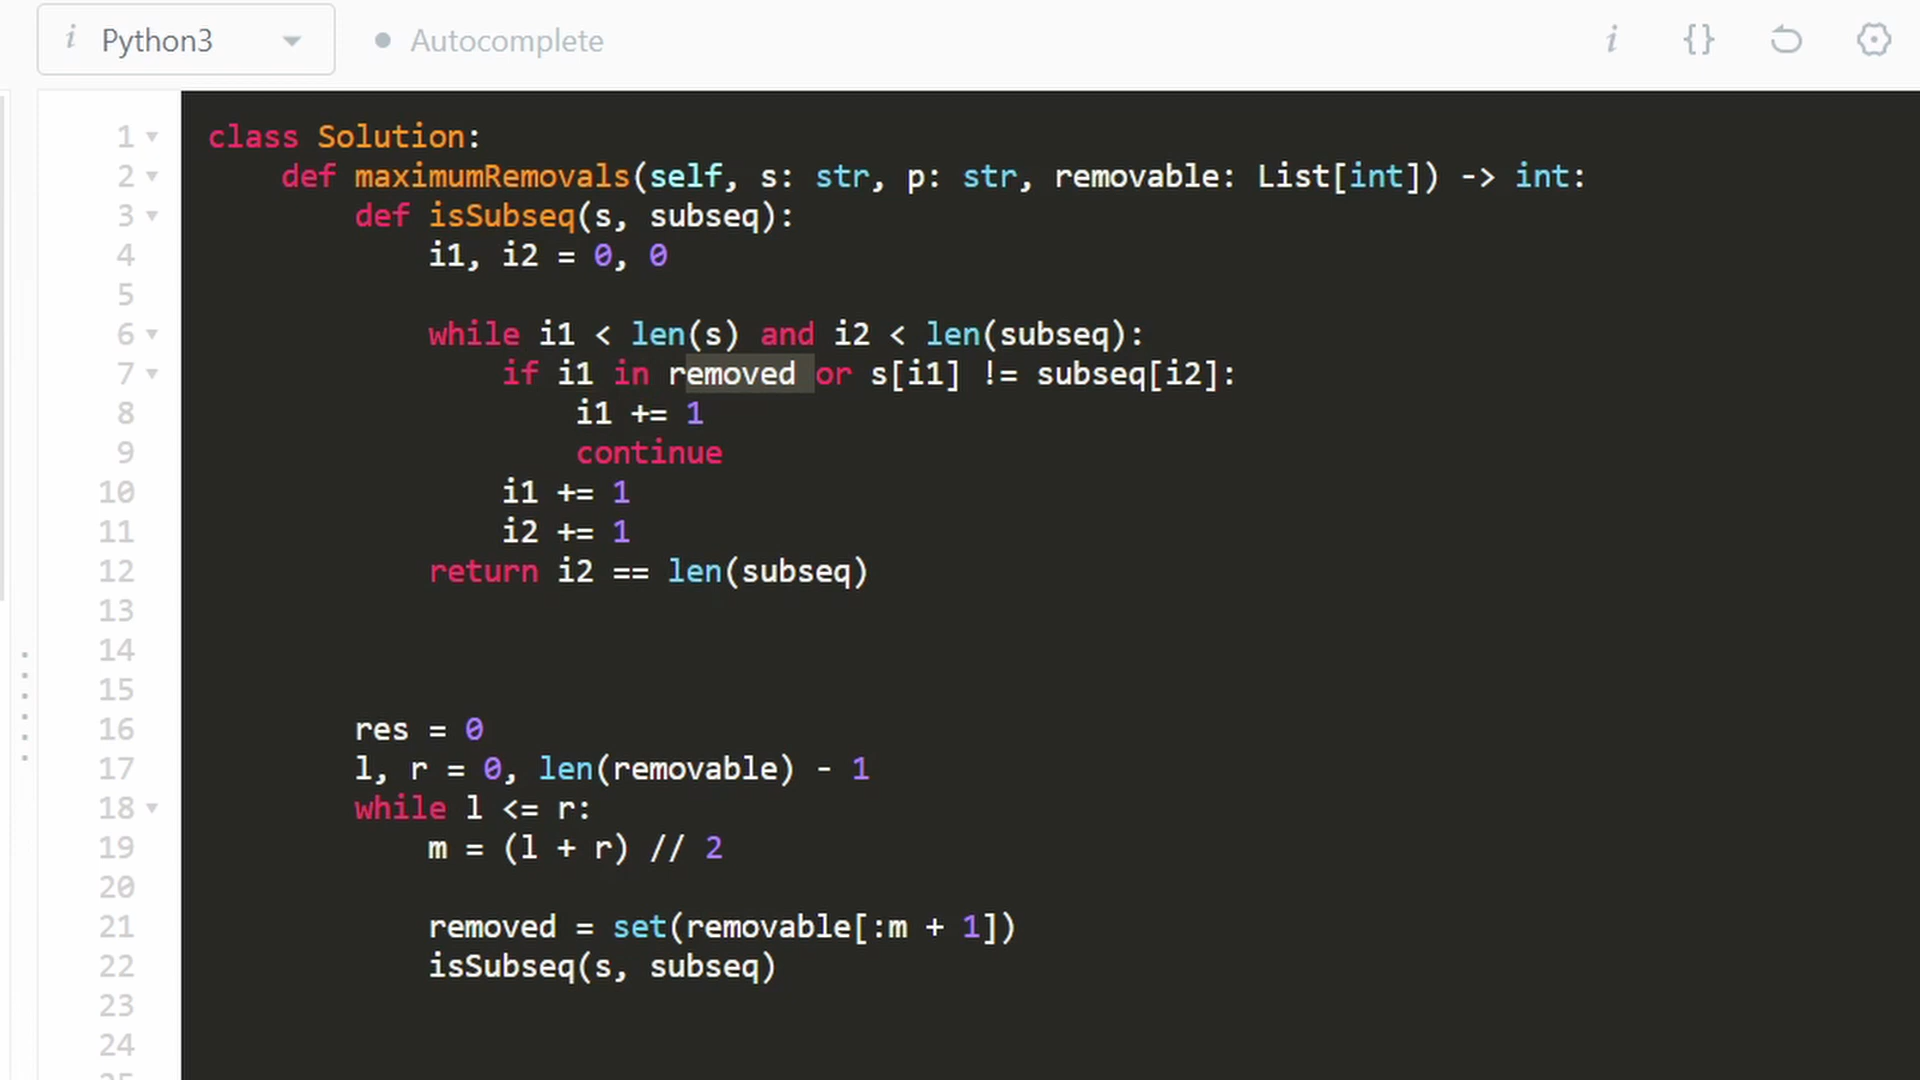 i Python3 Autocomplete i {}
1 class Solution:
2 def maximumRemovals(self, s: str, p: str, removable: List[int]) -> int:
3 def isSubseq(s, subseq):
4 i1, i2 = 0, 0
5
6 while i1 < len(s) and i2 < len(subseq):
7 if i1 in removed or s[i1] != subseq[i2]:
8 i1 += 1
9 continue
10 i1 += 1
11 i2 += 1
12 return i2 == len(subseq)
13
14
15
16 res = 0
17 l, r = 0, len(removable) - 1
18 while l <= r:
19 m = (l + r) // 2
20
21 removed = set(removable[:m + 1])
22 isSubseq(s, subseq)
23
24